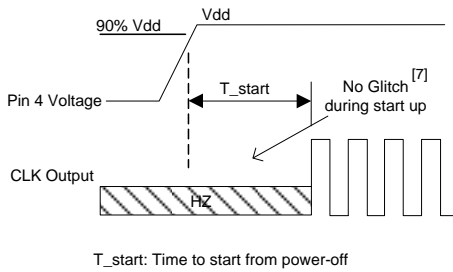 Vdd
90% Vdd
T_start
No Glitch [7]
during start up
Pin 4 Voltage
CLK Output
HZ
T_start: Time to start from power-off